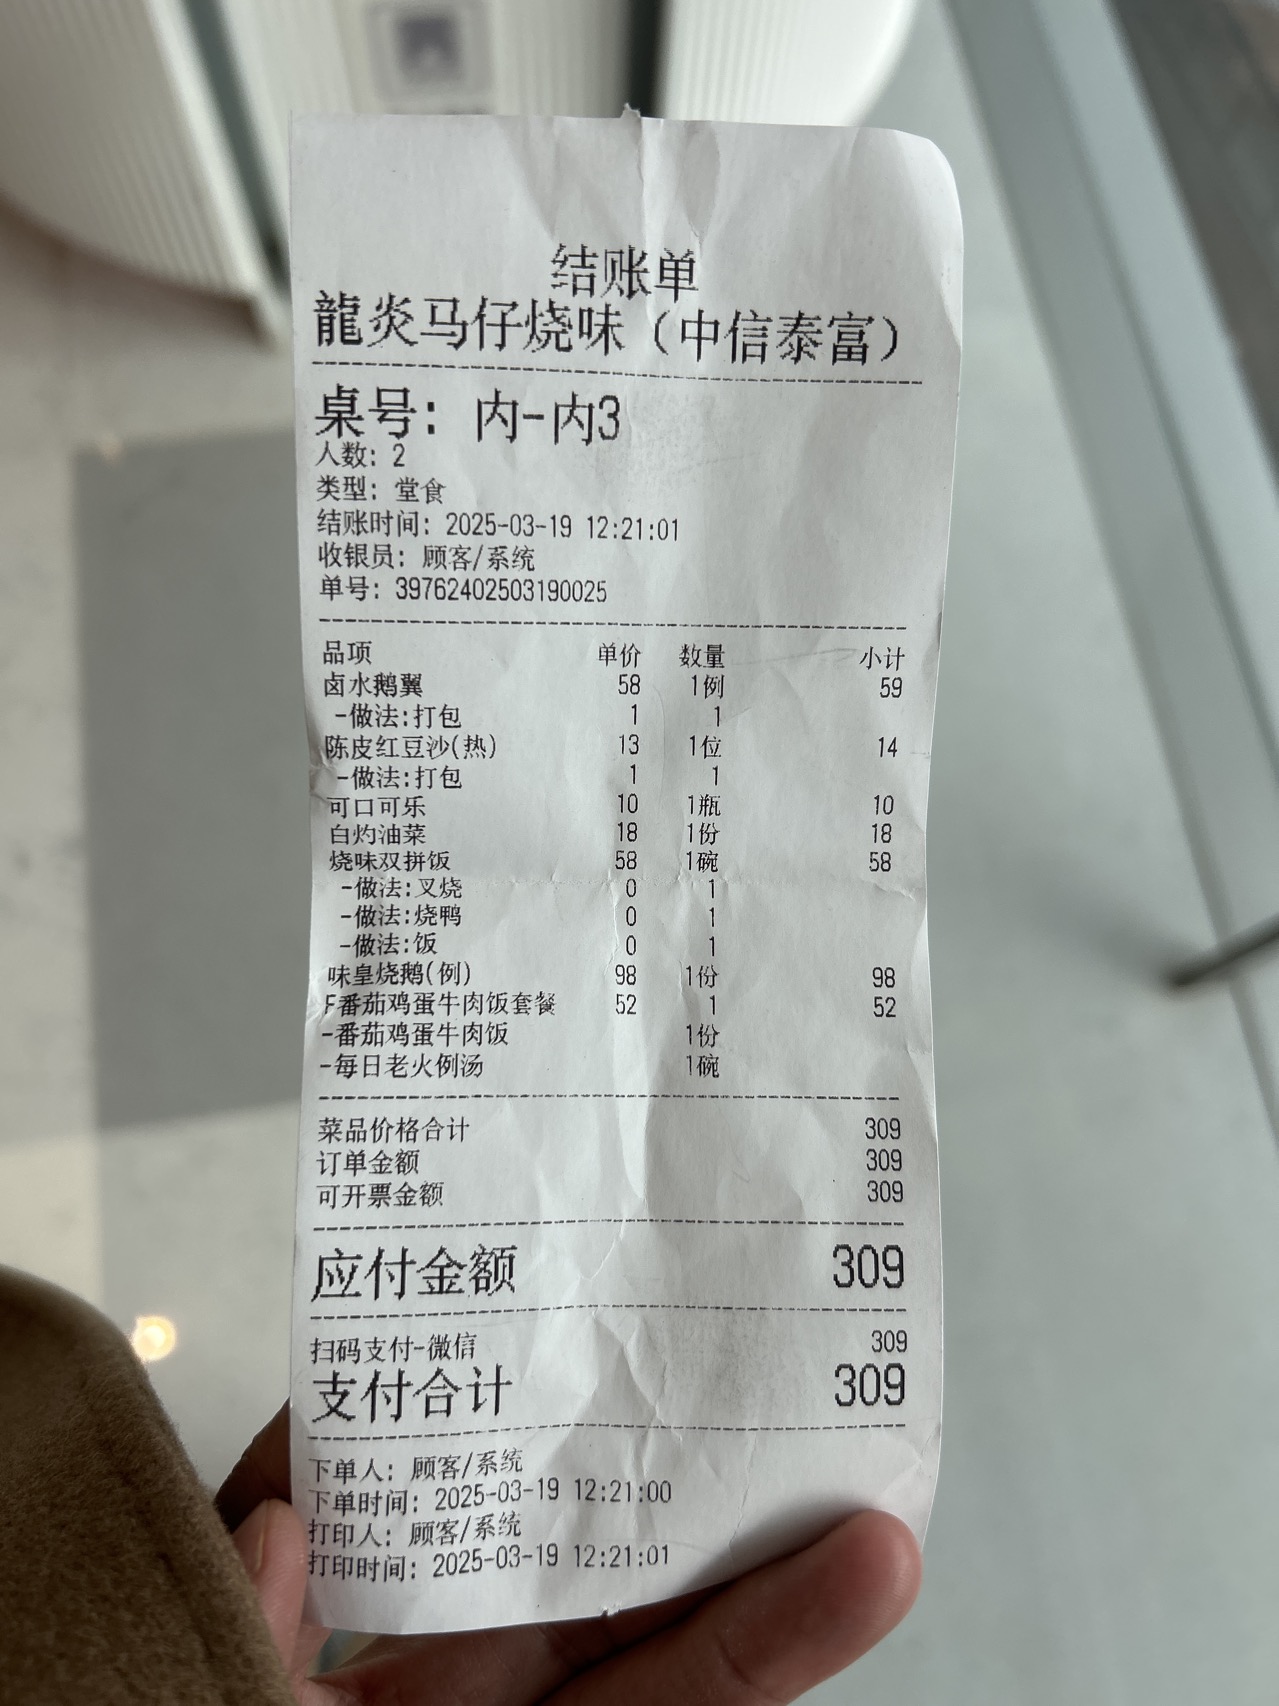 结账单
龍炎马仔烧味（中信泰富）
桌号: 内-内3
人数: 2
类型: 堂食
结账时间: 2025-03-19 12:21:01
收银员: 顾客/系统
单号: 39762402503190025
品项 单价 数量 小计
卤水鹅翼 58 1例 59
-做法:打包 1 1
陈皮红豆沙(热) 13 1位 14
-做法:打包 1 1
可口可乐 10 1瓶 10
白灼油菜 18 1份 18
烧味双拼饭 58 1碗 58
-做法:叉烧 0 1
-做法:烧鸭 0 1
-做法:饭 0 1
味皇烧鹅(例) 98 1份 98
F番茄鸡蛋牛肉饭套餐 52 1 52
-番茄鸡蛋牛肉饭 1份
-每日老火例汤 1碗
菜品价格合计 309
订单金额 309
可开票金额 309
应付金额 309
扫码支付-微信 309
支付合计 309
下单人: 顾客/系统
下单时间: 2025-03-19 12:21:00
打印人: 顾客/系统
打印时间: 2025-03-19 12:21:01